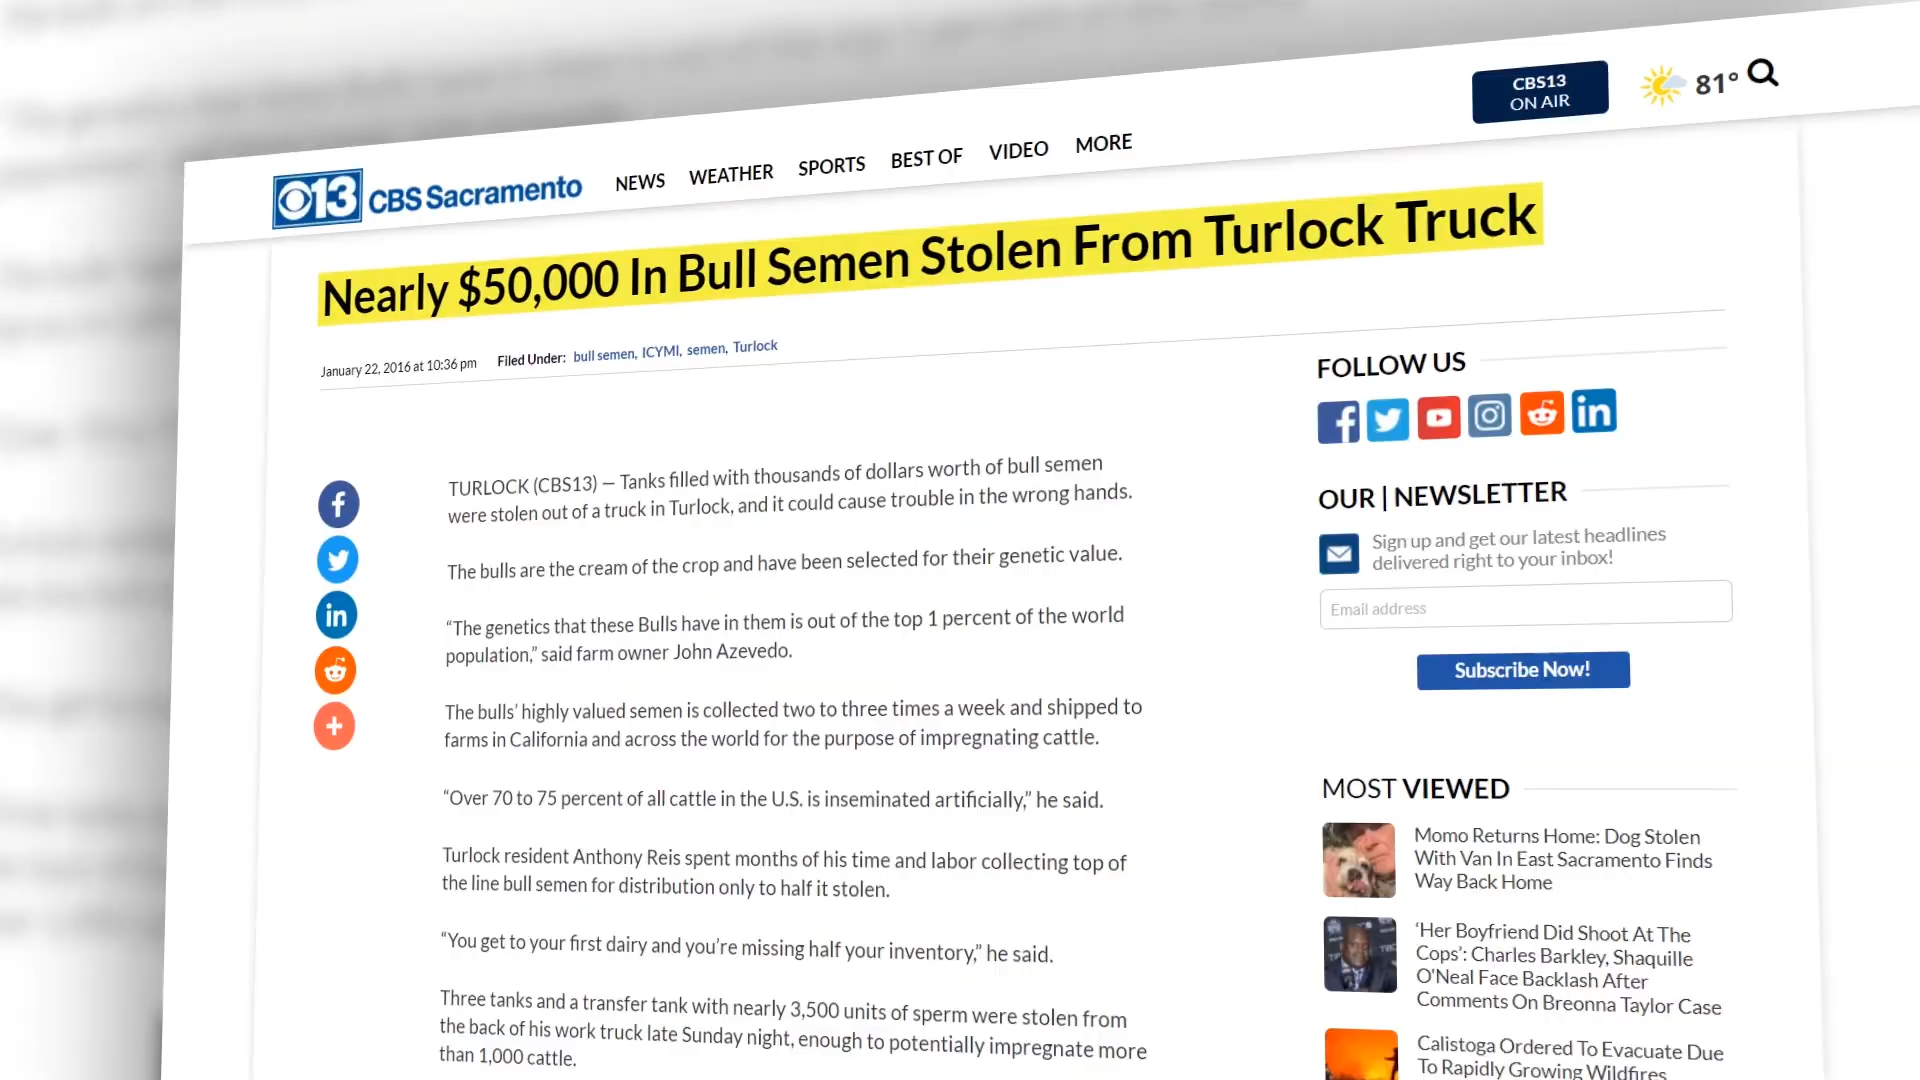 CBS13
ON AIR
81°
13 CBS Sacramento
NEWS WEATHER SPORTS BEST OF VIDEO MORE
Nearly $50,000 In Bull Semen Stolen From Turlock Truck
January 22, 2016 at 10:36 pm Filed Under: bull semen, ICYMI, semen, Turlock
TURLOCK (CBS13) — Tanks filled with thousands of dollars worth of bull semen
were stolen out of a truck in Turlock, and it could cause trouble in the wrong hands.
The bulls are the cream of the crop and have been selected for their genetic value.
“The genetics that these Bulls have in them is out of the top 1 percent of the world
population,” said farm owner John Azevedo.
The bulls’ highly valued semen is collected two to three times a week and shipped to
farms in California and across the world for the purpose of impregnating cattle.
“Over 70 to 75 percent of all cattle in the U.S. is inseminated artificially,” he said.
Turlock resident Anthony Reis spent months of his time and labor collecting top of
the line bull semen for distribution only to half it stolen.
“You get to your first dairy and you’re missing half your inventory,” he said.
Three tanks and a transfer tank with nearly 3,500 units of sperm were stolen from
the back of his work truck late Sunday night, enough to potentially impregnate more
than 1,000 cattle.
FOLLOW US
OUR | NEWSLETTER
Sign up and get our latest headlines
delivered right to your inbox!
Email address
Subscribe Now!
MOST VIEWED
Momo Returns Home: Dog Stolen
With Van In East Sacramento Finds
Way Back Home
‘Her Boyfriend Did Shoot At The
Cops’: Charles Barkley, Shaquille
O'Neal Face Backlash After
Comments On Breonna Taylor Case
Calistoga Ordered To Evacuate Due
To Rapidly Growing Wildfires